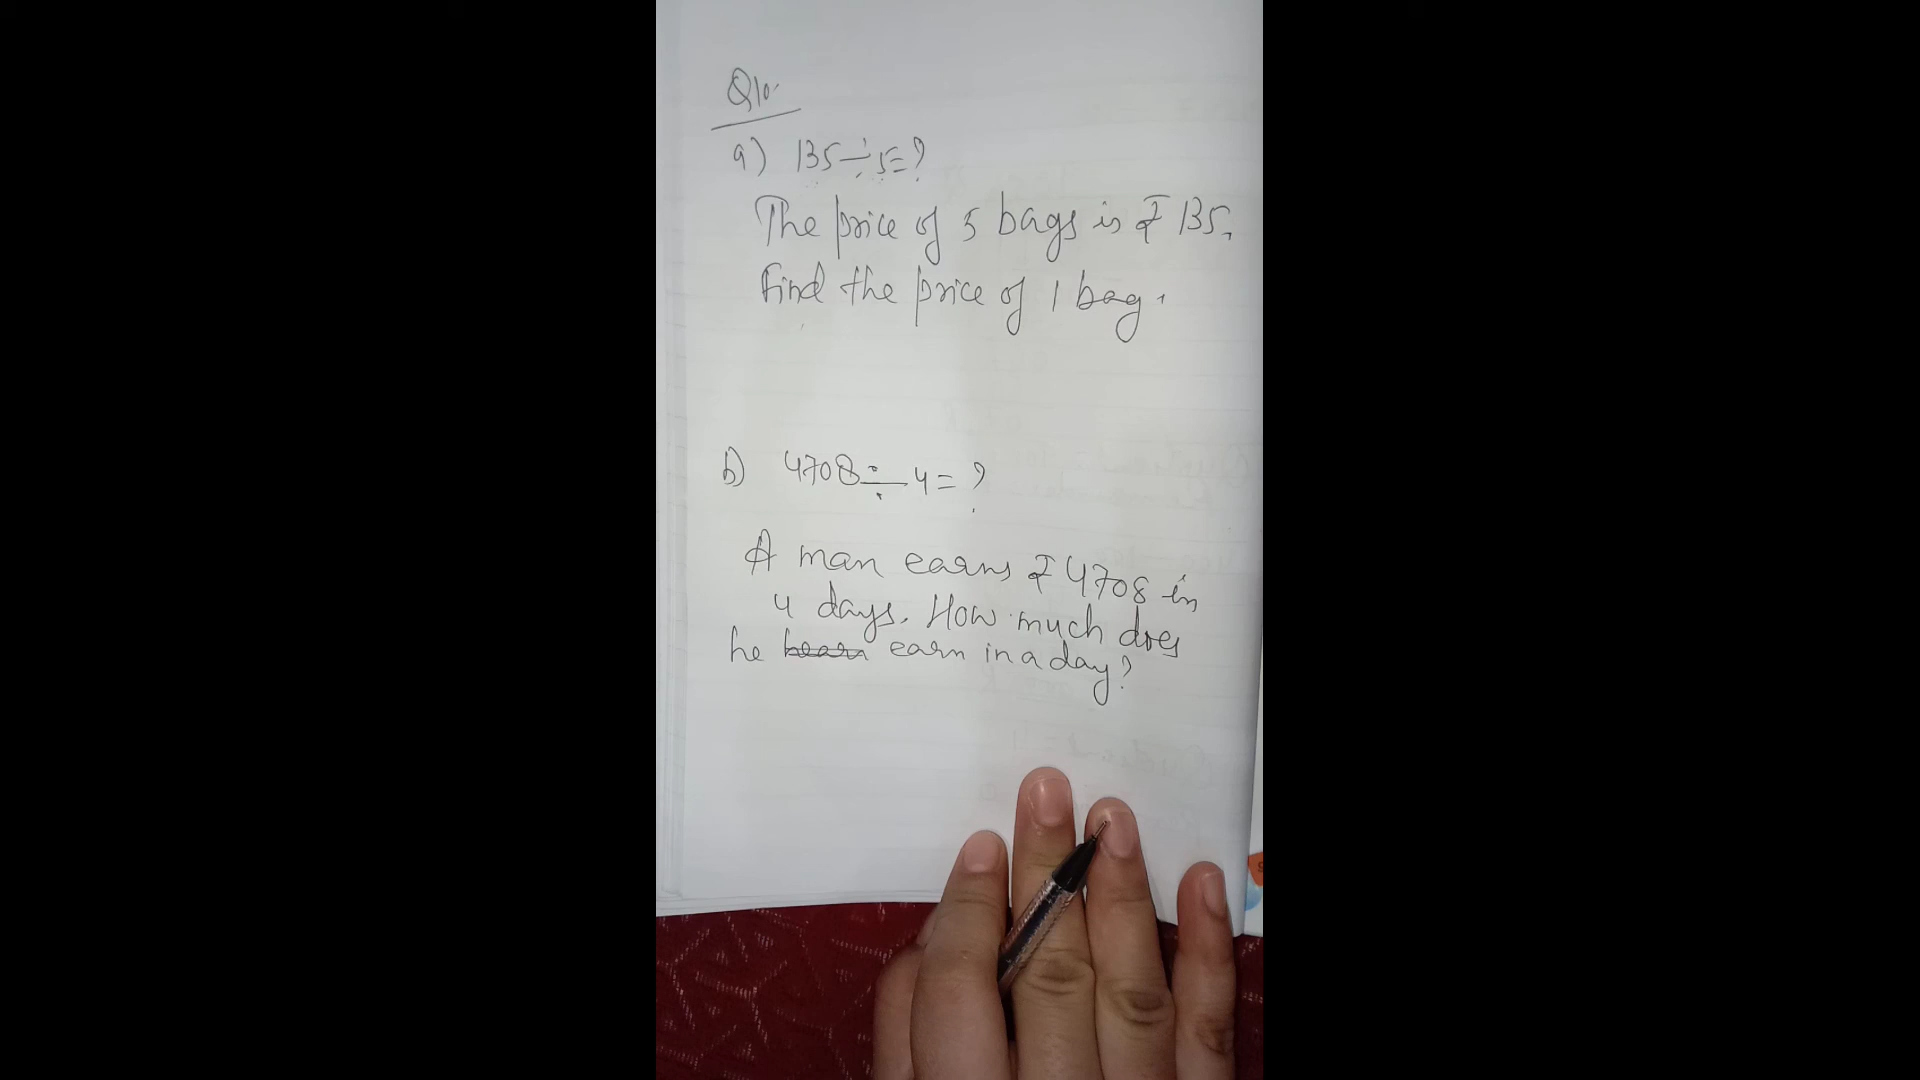 Q10.
a) 135÷5=?
The price of 5 bags is ₹ 135.
Find the price of 1 bag.
b) 4708÷4=?
A man earns ₹4708 in
4 days. How much does
he earn in a day?